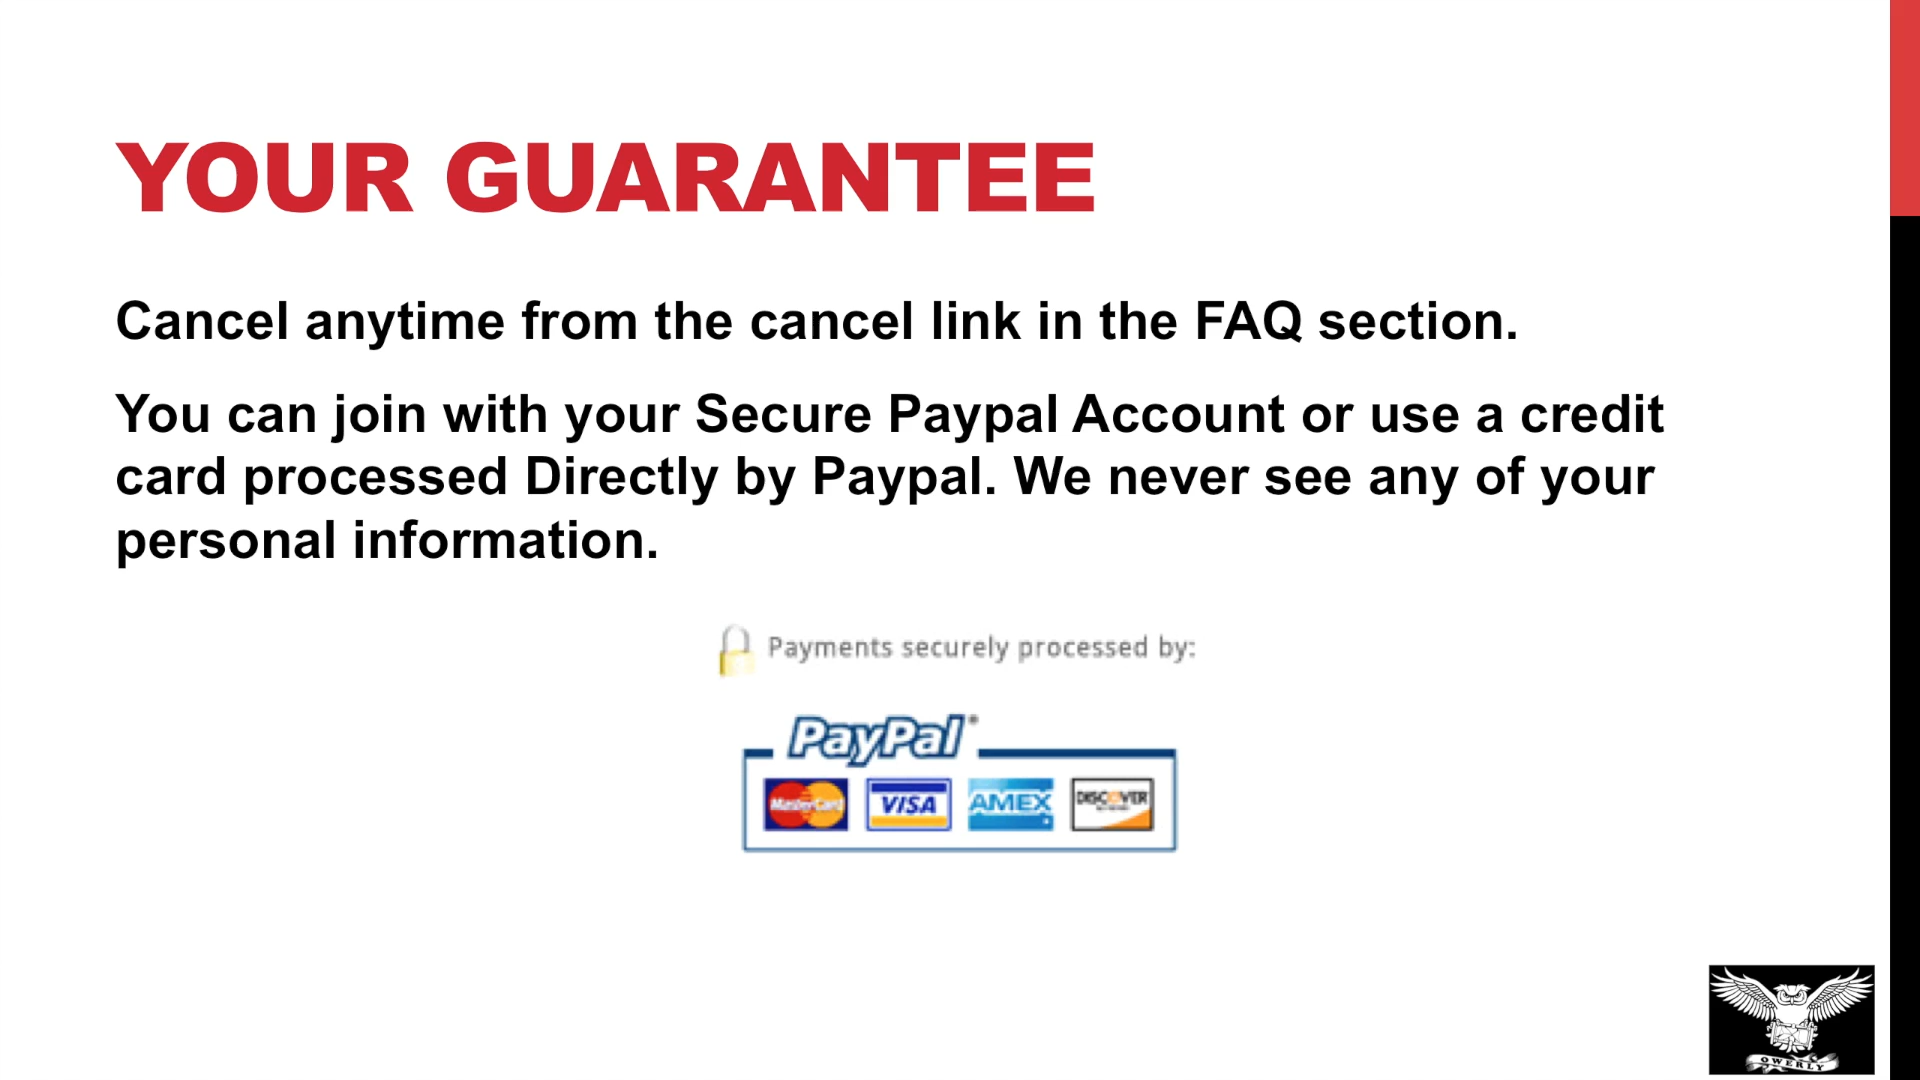 YOUR GUARANTEE
Cancel anytime from the cancel link in the FAQ section.
You can join with your Secure Paypal Account or use a credit
card processed Directly by Paypal. We never see any of your
personal information.
Payments securely processed by:
PayPal
MasterCard VISA AMEX DISCOVER
OWERLY